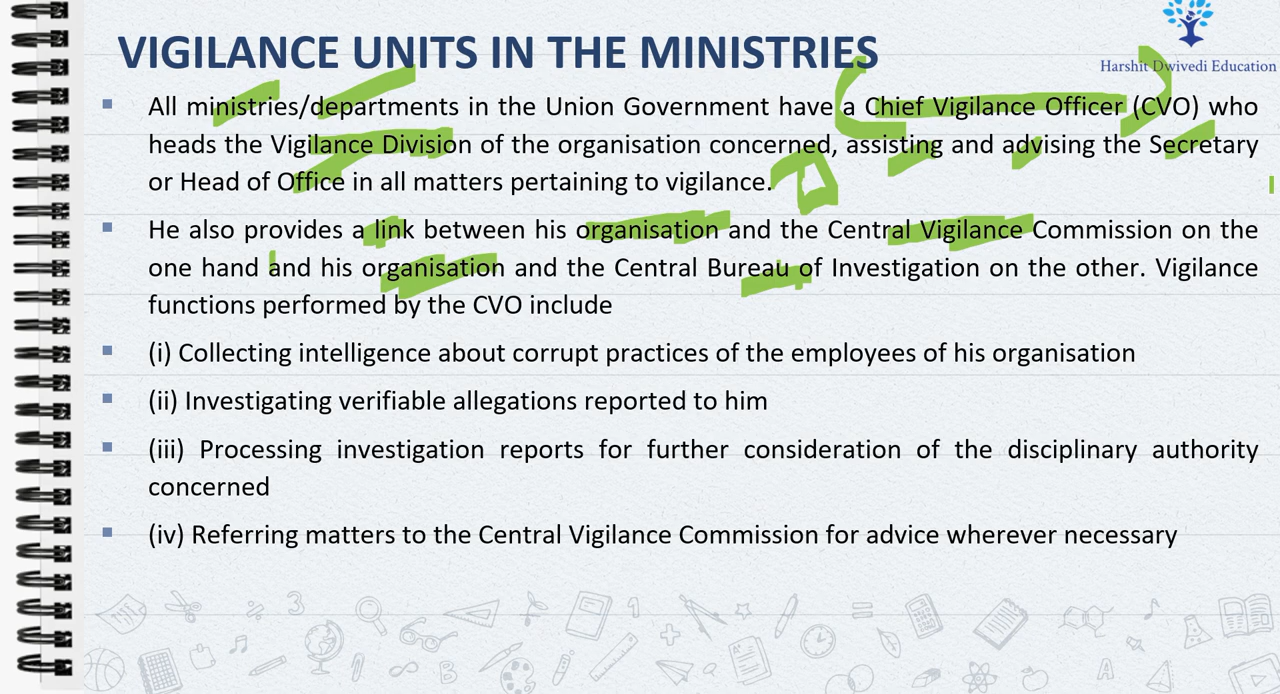 VIGILANCE UNITS IN THE MINISTRIES
Harshit Dwivedi Education
▪ All ministries/departments in the Union Government have a Chief Vigilance Officer (CVO) who
heads the Vigilance Division of the organisation concerned, assisting and advising the Secretary
or Head of Office in all matters pertaining to vigilance.
▪ He also provides a link between his organisation and the Central Vigilance Commission on the
one hand and his organisation and the Central Bureau of Investigation on the other. Vigilance
functions performed by the CVO include
▪ (i) Collecting intelligence about corrupt practices of the employees of his organisation
▪ (ii) Investigating verifiable allegations reported to him
▪ (iii) Processing investigation reports for further consideration of the disciplinary authority
concerned
▪ (iv) Referring matters to the Central Vigilance Commission for advice wherever necessary